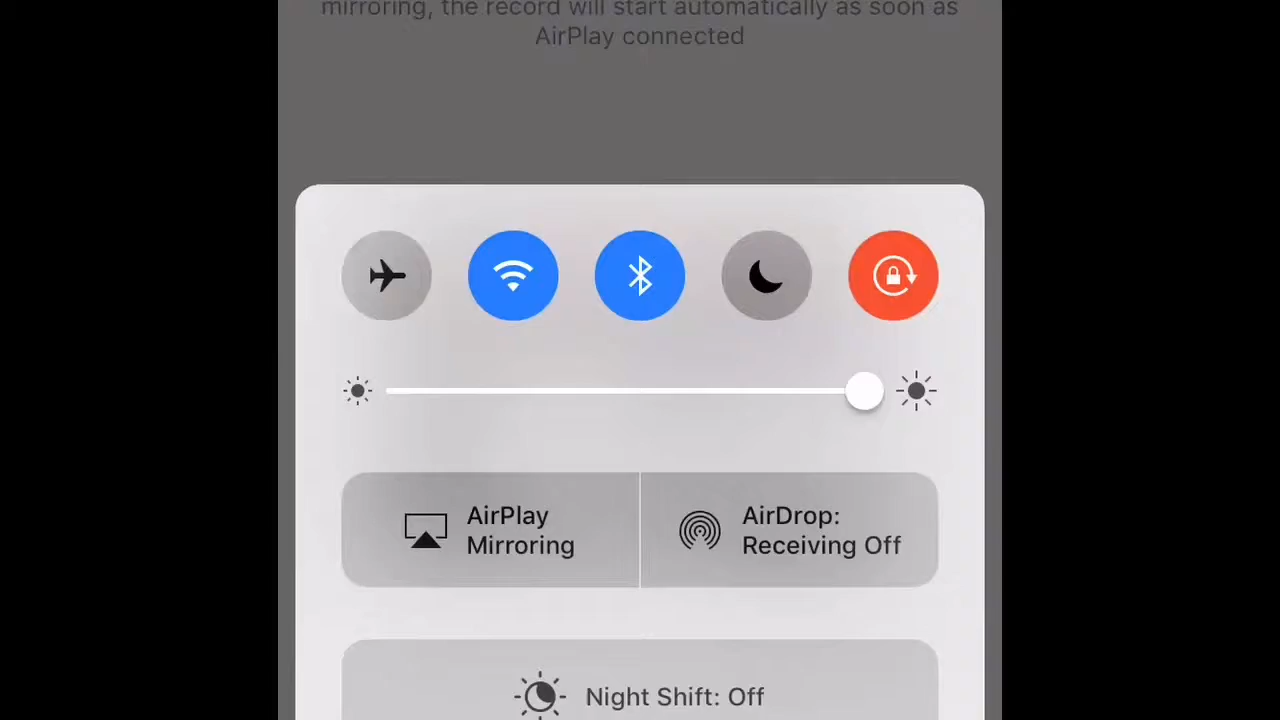 mirroring, the record will start automatically as soon as
AirPlay connected
AirPlay
Mirroring
AirDrop:
Receiving Off
Night Shift: Off